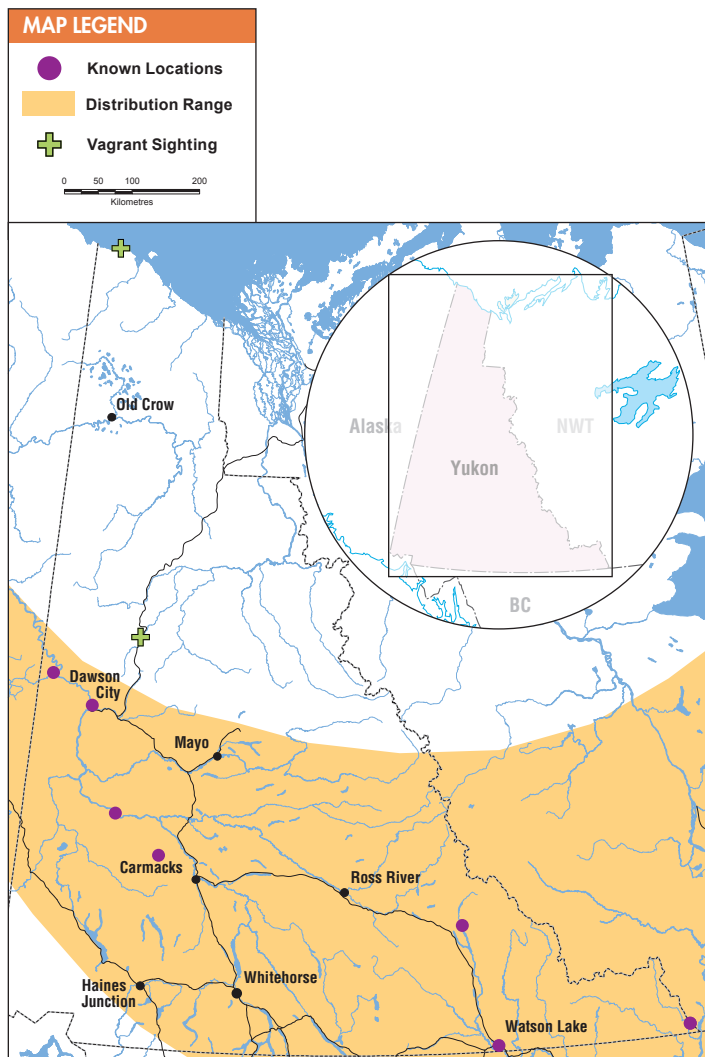 MAP LEGEND
Known Locations
Distribution Range
Vagrant Sighting
0 50 100 200
Kilometres
Old Crow
Alaska
NWT
Yukon
BC
Dawson
City
Mayo
Carmacks
Ross River
Haines
Junction
Whitehorse
Watson Lake